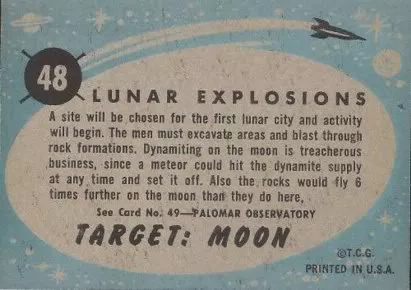 48
LUNAR EXPLOSIONS
A site will be chosen for the first lunar city and activity
will begin. The men must excavate areas and blast through
rock formations. Dynamiting on the moon is treacherous
business, since a meteor could hit the dynamite supply
at any time and set it off. Also the rocks would fly 6
times further on the moon than they do here,
See Card No. 49—PALOMAR OBSERVATORY
TARGET: MOON
©T.C.G.
PRINTED IN U.S.A.